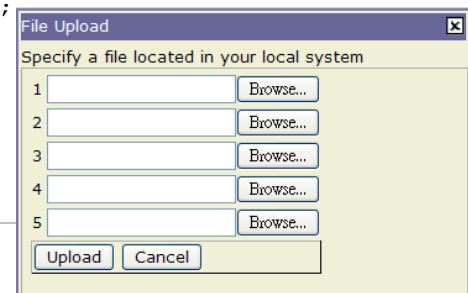 ;
File Upload
Specify a file located in your local system
1 Browse...
2 Browse...
3 Browse...
4 Browse...
5 Browse...
Upload Cancel